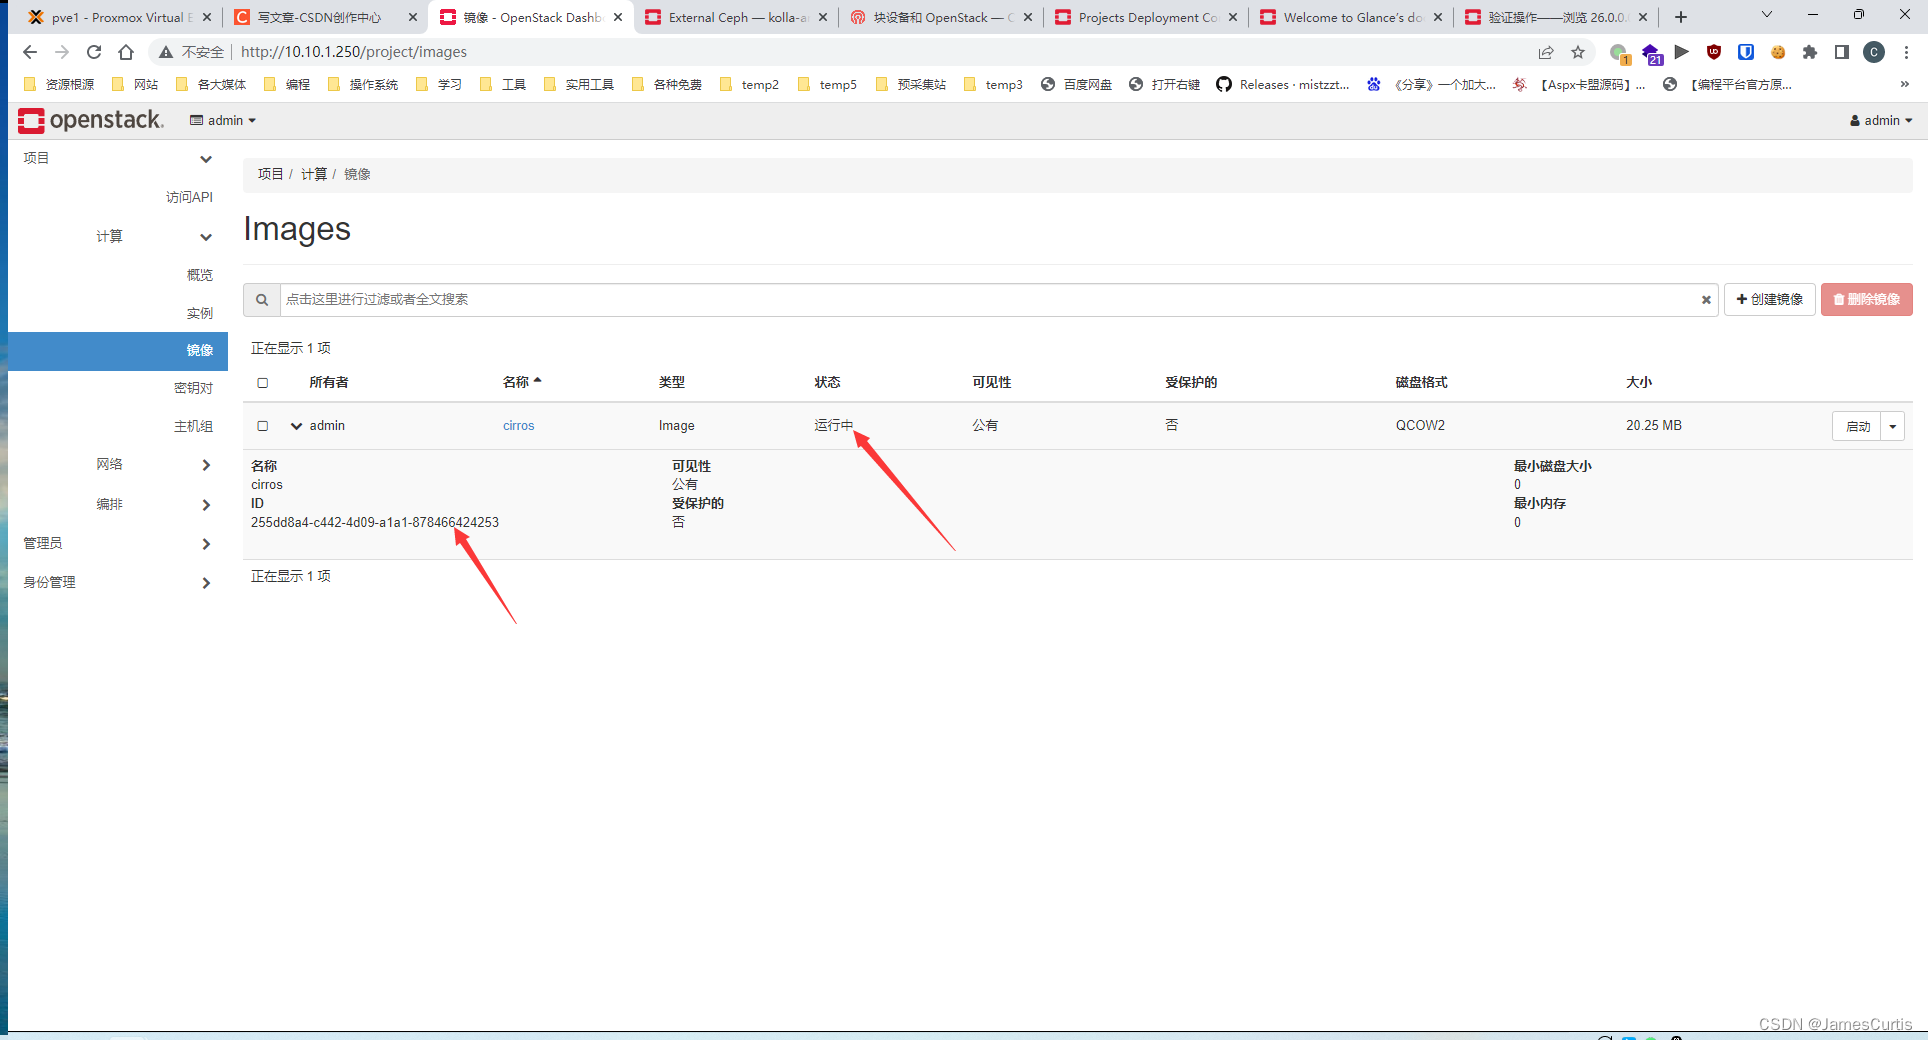 pve1 - Proxmox Virtual E
写文章-CSDN创作中心
镜像 - OpenStack Dashb
External Ceph — kolla-a
块设备和 OpenStack — C
Projects Deployment Co
Welcome to Glance's do
验证操作——浏览 26.0.0.
不安全
http://10.10.1.250/project/images
1
21
C
资源根源
网站
各大媒体
编程
操作系统
学习
工具
实用工具
各种免费
temp2
temp5
预采集站
temp3
百度网盘
打开右键
Releases · mistzzt...
《分享》一个加大...
【Aspx卡盟源码】...
【编程平台官方原...
»
openstack.
admin
admin
项目
访问API
计算
概览
实例
镜像
密钥对
主机组
网络
编排
管理员
身份管理
项目 / 计算 / 镜像
Images
点击这里进行过滤或者全文搜索
创建镜像
删除镜像
正在显示 1 项
所有者 名称 类型 状态 可见性 受保护的 磁盘格式 大小
admin cirros Image 运行中 公有 否 QCOW2 20.25 MB 启动
名称 可见性 最小磁盘大小
cirros 公有 0
ID 受保护的 最小内存
255dd8a4-c442-4d09-a1a1-878466424253 否 0
正在显示 1 项
CSDN @JamesCurtis